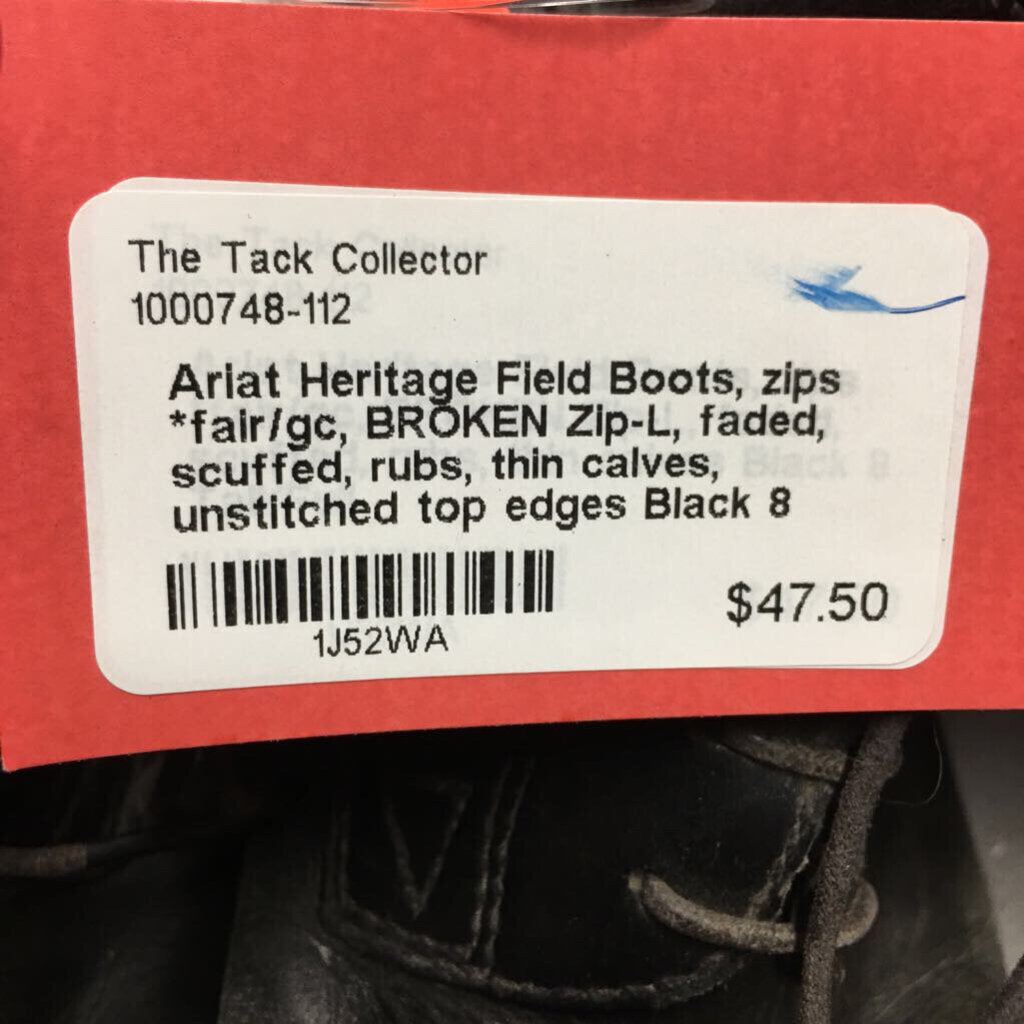 The Tack Collector
1000748-112
Ariat Heritage Field Boots, zips
*fair/gc, BROKEN Zip-L, faded,
scuffed, rubs, thin calves,
unstitched top edges Black 8
1J52WA
$47.50